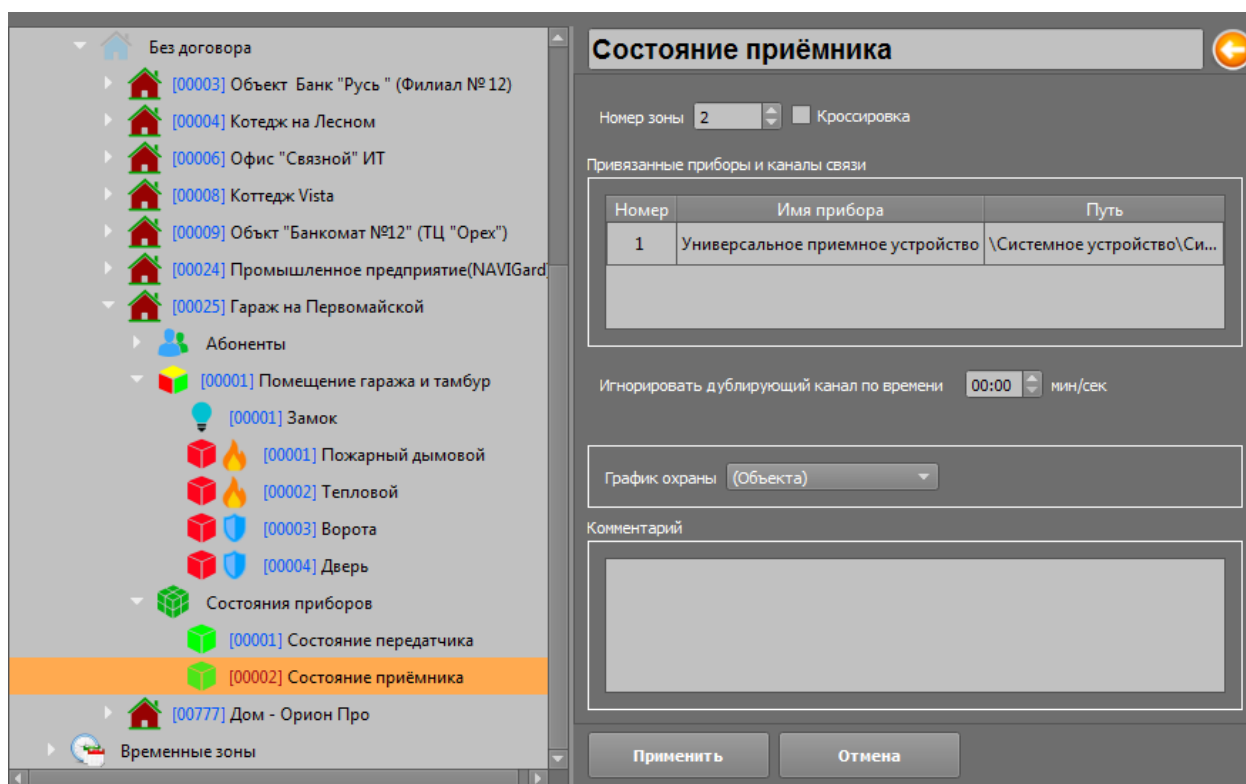 Без договора
[00003] Объект Банк "Русь " (Филиал №12)
[00004] Котедж на Лесном
[00006] Офис "Связной" ИТ
[00008] Коттедж Vista
[00009] Объкт "Банкомат №12" (ТЦ "Орех")
[00024] Промышленное предприятие(NAVIGard)
[00025] Гараж на Первомайской
Абоненты
[00001] Помещение гаража и тамбур
[00001] Замок
[00001] Пожарный дымовой
[00002] Тепловой
[00003] Ворота
[00004] Дверь
Состояния приборов
[00001] Состояние передатчика
[00002] Состояние приёмника
[00777] Дом - Орион Про
Временные зоны
Состояние приёмника
Номер зоны 2 Кроссировка
Привязанные приборы и каналы связи
Номер Имя прибора Путь
1 Универсальное приемное устройство \Системное устройство\Си...
Игнорировать дублирующий канал по времени 00:00 мин/сек
График охраны (Объекта)
Комментарий
Применить Отмена